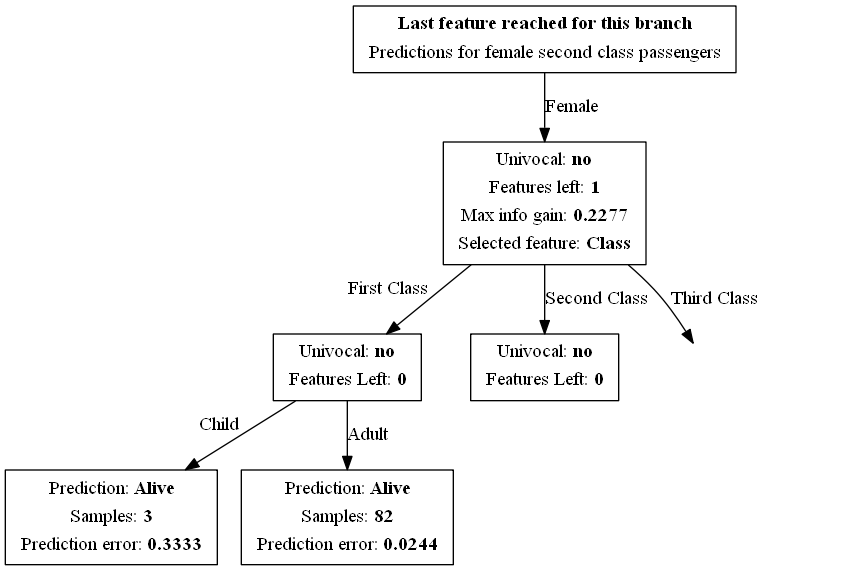 Last feature reached for this branch
Predictions for female second class passengers
Female
Univocal: no
Features left: 1
Max info gain: 0.2277
Selected feature: Class
First Class
Second Class
Third Class
Univocal: no
Features Left: 0
Univocal: no
Features Left: 0
Child
Adult
Prediction: Alive
Samples: 3
Prediction error: 0.3333
Prediction: Alive
Samples: 82
Prediction error: 0.0244